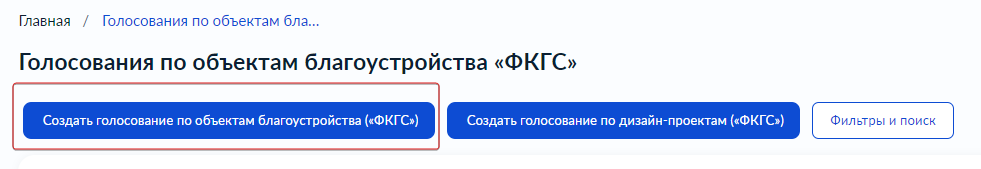 Главная / Голосования по объектам бла...
Голосования по объектам благоустройства «ФКГС»
Создать голосование по объектам благоустройства («ФКГС») Создать голосование по дизайн-проектам («ФКГС») Фильтры и поиск